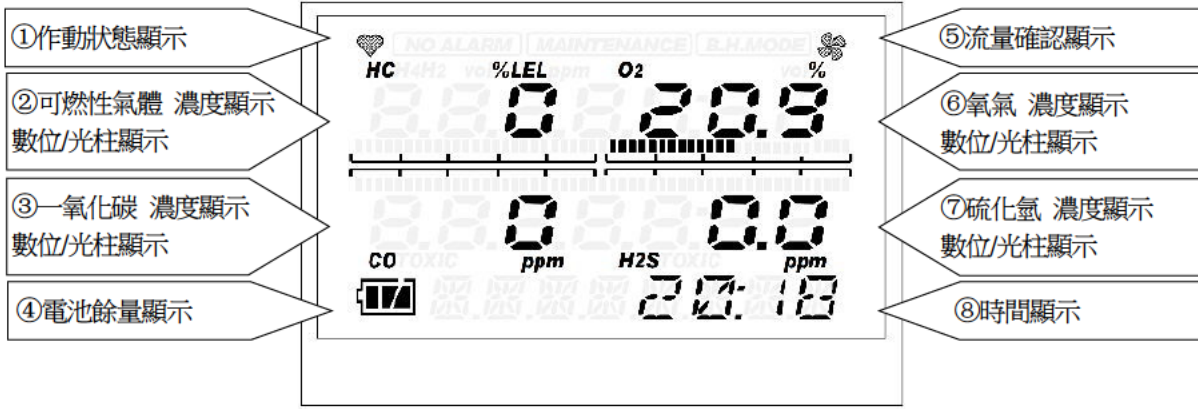 ①作動狀態顯示
②可燃性氣體 濃度顯示
數位/光柱顯示
③一氧化碳 濃度顯示
數位/光柱顯示
④電池餘量顯示
NO ALARM MAINTENANCE B.H.MODE
HC %LEL O2 %
0 20.9
0 0.0
CO TOXIC ppm H2S TOXIC ppm
20:18
⑤流量確認顯示
⑥氧氣 濃度顯示
數位/光柱顯示
⑦硫化氫 濃度顯示
數位/光柱顯示
⑧時間顯示